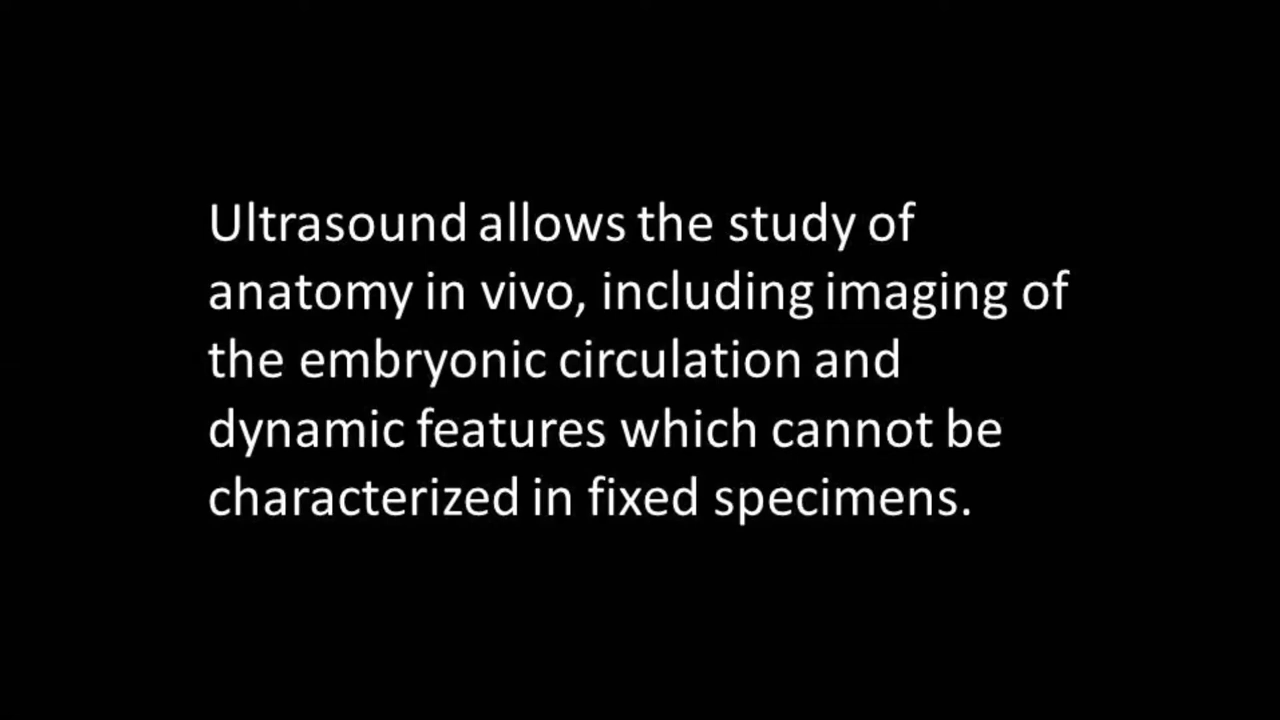 Ultrasound allows the study of
anatomy in vivo, including imaging of
the embryonic circulation and
dynamic features which cannot be
characterized in fixed specimens.